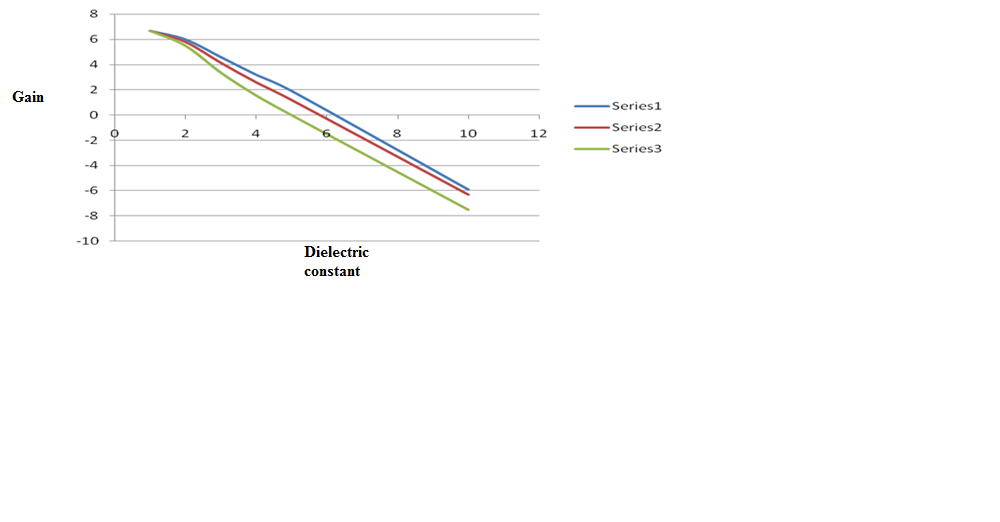 8
6
4
2
0
-2
-4
-6
-8
-10
0 2 4 6 8 10 12
Gain
Dielectric
constant
Series1
Series2
Series3